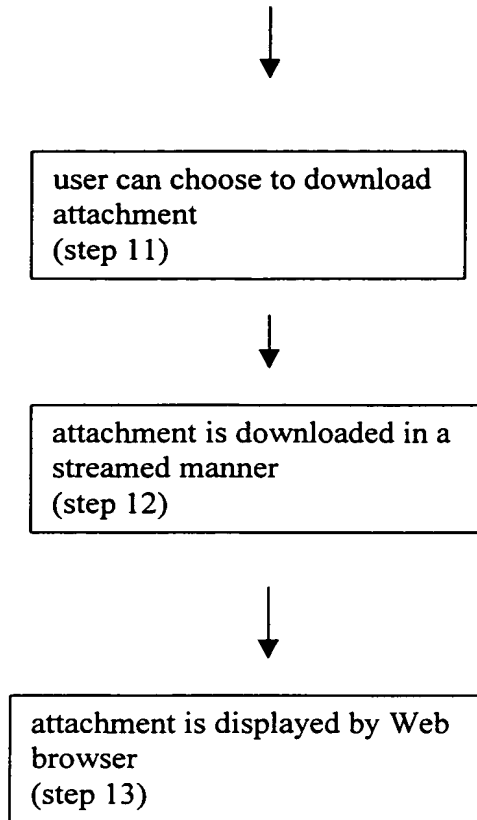 user can choose to download
attachment
(step 11)
attachment is downloaded in a
streamed manner
(step 12)
attachment is displayed by Web
browser
(step 13)